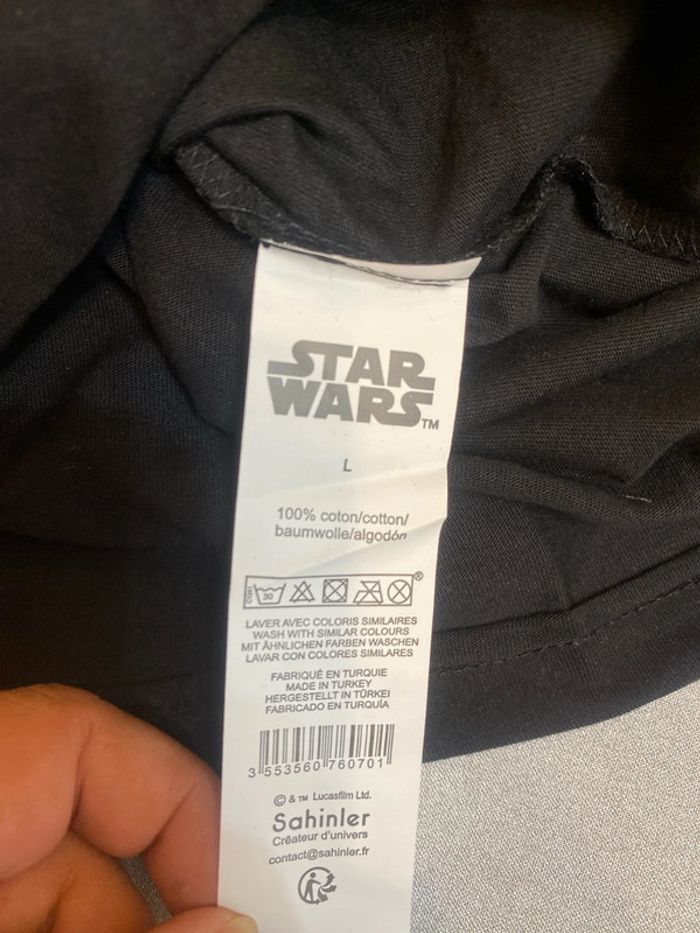 STAR
WARS™
L
100% coton/cotton/
baumwolle/algodón
30
®
LAVER AVEC COLORIS SIMILAIRES
WASH WITH SIMILAR COLOURS
MIT ÄHNLICHEN FARBEN WASCHEN
LAVAR CON COLORES SIMILARES
FABRIQUÉ EN TURQUIE
MADE IN TURKEY
HERGESTELLT IN TÜRKEI
FABRICADO EN TURQUÍA
3 553560 760701
© & ™ Lucasfilm Ltd.
Sahinler
Créateur d'univers
contact@sahinler.fr